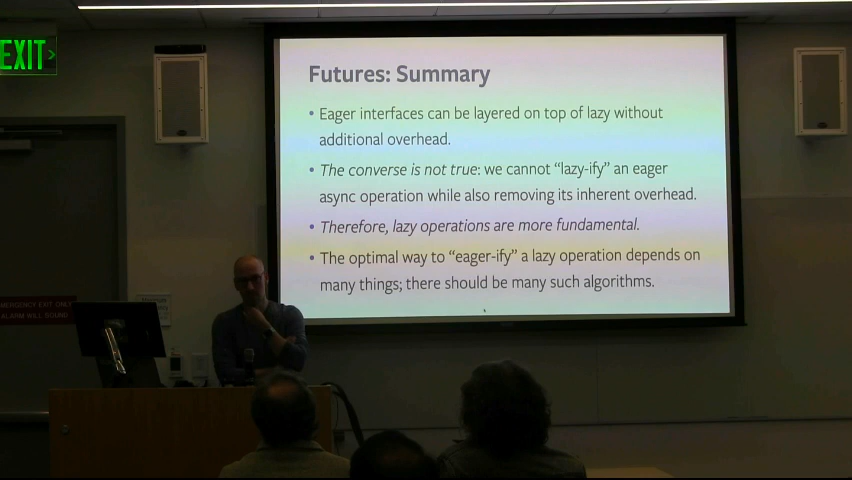 EXIT
Futures: Summary
• Eager interfaces can be layered on top of lazy without
additional overhead.
• The converse is not true: we cannot “lazy-ify” an eager
async operation while also removing its inherent overhead.
• Therefore, lazy operations are more fundamental.
• The optimal way to “eager-ify” a lazy operation depends on
many things; there should be many such algorithms.
EMERGENCY EXIT ONLY
ALARM WILL SOUND